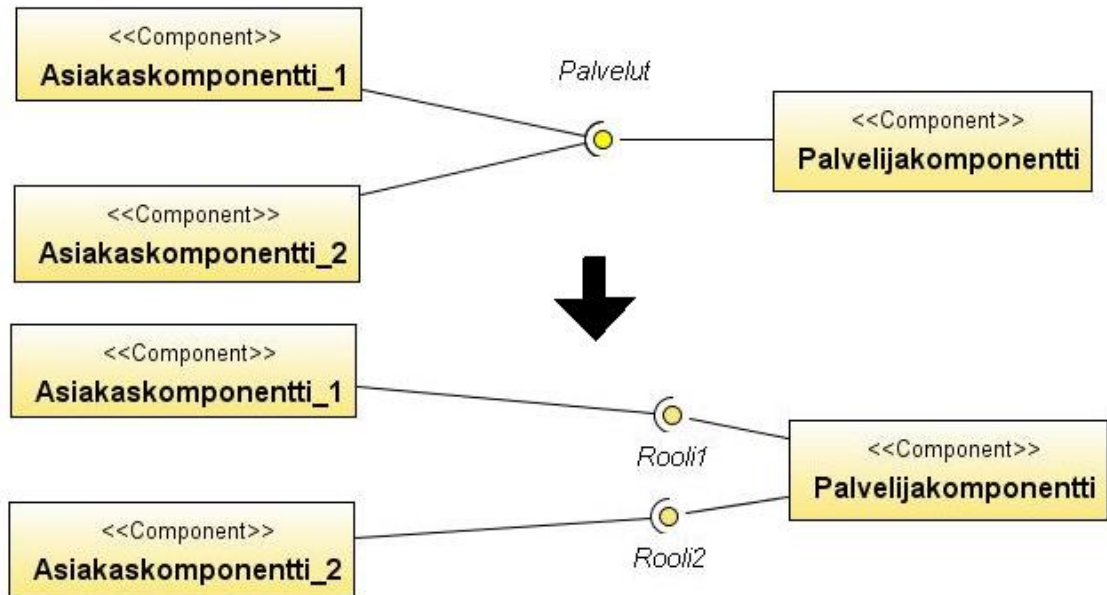 <<Component>>
Asiakaskomponentti_1
Palvelut
<<Component>>
Palvelijakomponentti
<<Component>>
Asiakaskomponentti_2
<<Component>>
Asiakaskomponentti_1
Rooli1
<<Component>>
Palvelijakomponentti
<<Component>>
Asiakaskomponentti_2
Rooli2